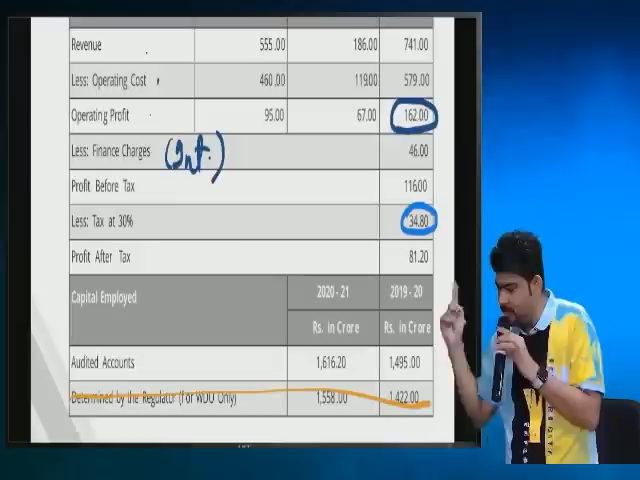 Revenue 555.00 186.00 741.00
Less: Operating Cost 460.00 119.00 579.00
Operating Profit 95.00 67.00 162.00
Less: Finance Charges (Int.) 46.00
Profit Before Tax 116.00
Less: Tax at 30% 34.80
Profit After Tax 81.20
Capital Employed 2020 - 21 2019 - 20
Rs. in Crore Rs. in Crore
Audited Accounts 1,616.20 1,495.00
Determined by the Regulator (For WDU Only) 1,558.00 1,422.00